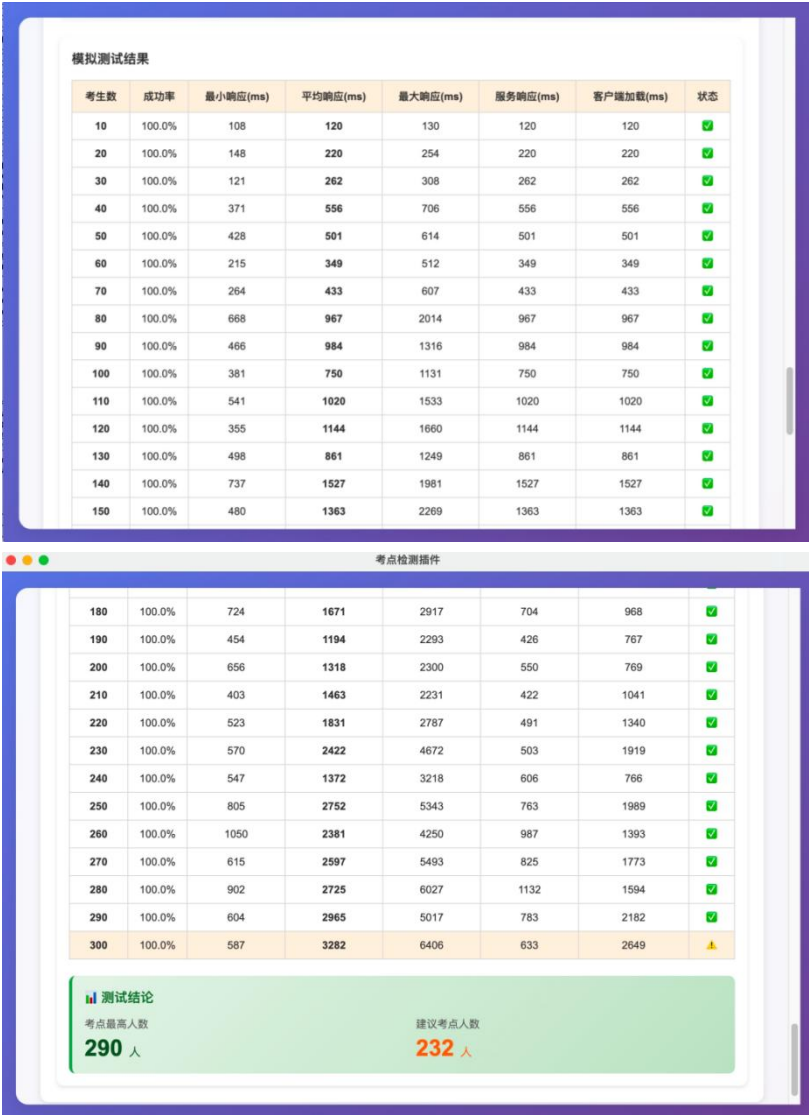 模拟测试结果
考生数 成功率 最小响应(ms) 平均响应(ms) 最大响应(ms) 服务响应(ms) 客户端加载(ms) 状态
10 100.0% 108 120 130 120 120 ✅
20 100.0% 148 220 254 220 220 ✅
30 100.0% 121 262 308 262 262 ✅
40 100.0% 371 556 706 556 556 ✅
50 100.0% 428 501 614 501 501 ✅
60 100.0% 215 349 512 349 349 ✅
70 100.0% 264 433 607 433 433 ✅
80 100.0% 668 967 2014 967 967 ✅
90 100.0% 466 984 1316 984 984 ✅
100 100.0% 381 750 1131 750 750 ✅
110 100.0% 541 1020 1533 1020 1020 ✅
120 100.0% 355 1144 1660 1144 1144 ✅
130 100.0% 498 861 1249 861 861 ✅
140 100.0% 737 1527 1981 1527 1527 ✅
150 100.0% 480 1363 2269 1363 1363 ✅
考点检测插件
180 100.0% 724 1671 2917 704 968 ✅
190 100.0% 454 1194 2293 426 767 ✅
200 100.0% 656 1318 2300 550 769 ✅
210 100.0% 403 1463 2231 422 1041 ✅
220 100.0% 523 1831 2787 491 1340 ✅
230 100.0% 570 2422 4672 503 1919 ✅
240 100.0% 547 1372 3218 606 766 ✅
250 100.0% 805 2752 5343 763 1989 ✅
260 100.0% 1050 2381 4250 987 1393 ✅
270 100.0% 615 2597 5493 825 1773 ✅
280 100.0% 902 2725 6027 1132 1594 ✅
290 100.0% 604 2965 5017 783 2182 ✅
300 100.0% 587 3282 6406 633 2649 ⚠️
📊 测试结论
考点最高人数 建议考点人数
290 人 232 人